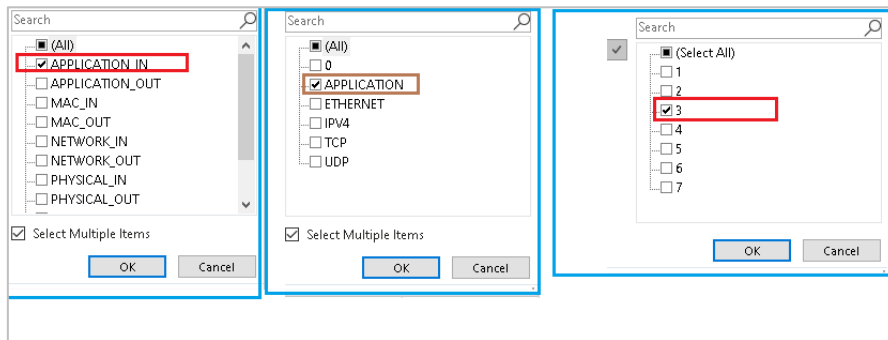 Search
(All)
APPLICATION_IN
APPLICATION_OUT
MAC_IN
MAC_OUT
NETWORK_IN
NETWORK_OUT
PHYSICAL_IN
PHYSICAL_OUT
Select Multiple Items
OK Cancel
Search
(All)
0
APPLICATION
ETHERNET
IPV4
TCP
UDP
Select Multiple Items
OK Cancel
Search
(Select All)
1
2
3
4
5
6
7
OK Cancel